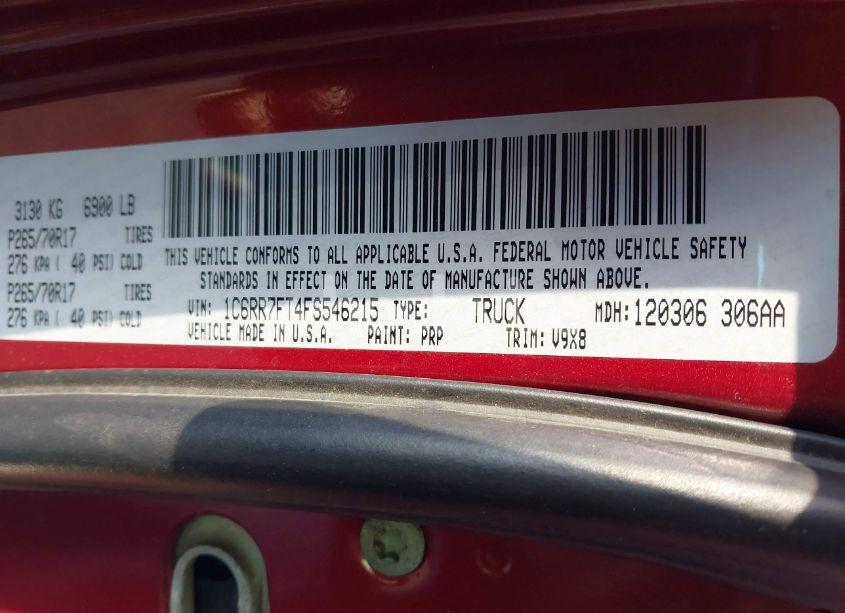 3130 KG 6900 LB
P265/70R17 TIRES
276 KPA ( 40 PSI) COLD
P265/70R17 TIRES
276 KPA ( 40 PSI) COLD
THIS VEHICLE CONFORMS TO ALL APPLICABLE U.S.A. FEDERAL MOTOR VEHICLE SAFETY
STANDARDS IN EFFECT ON THE DATE OF MANUFACTURE SHOWN ABOVE.
VIN: 1C6RR7FT4FS546215 TYPE: TRUCK MDH: 120306 306AA
VEHICLE MADE IN U.S.A. PAINT: PRP TRIM: V9X8